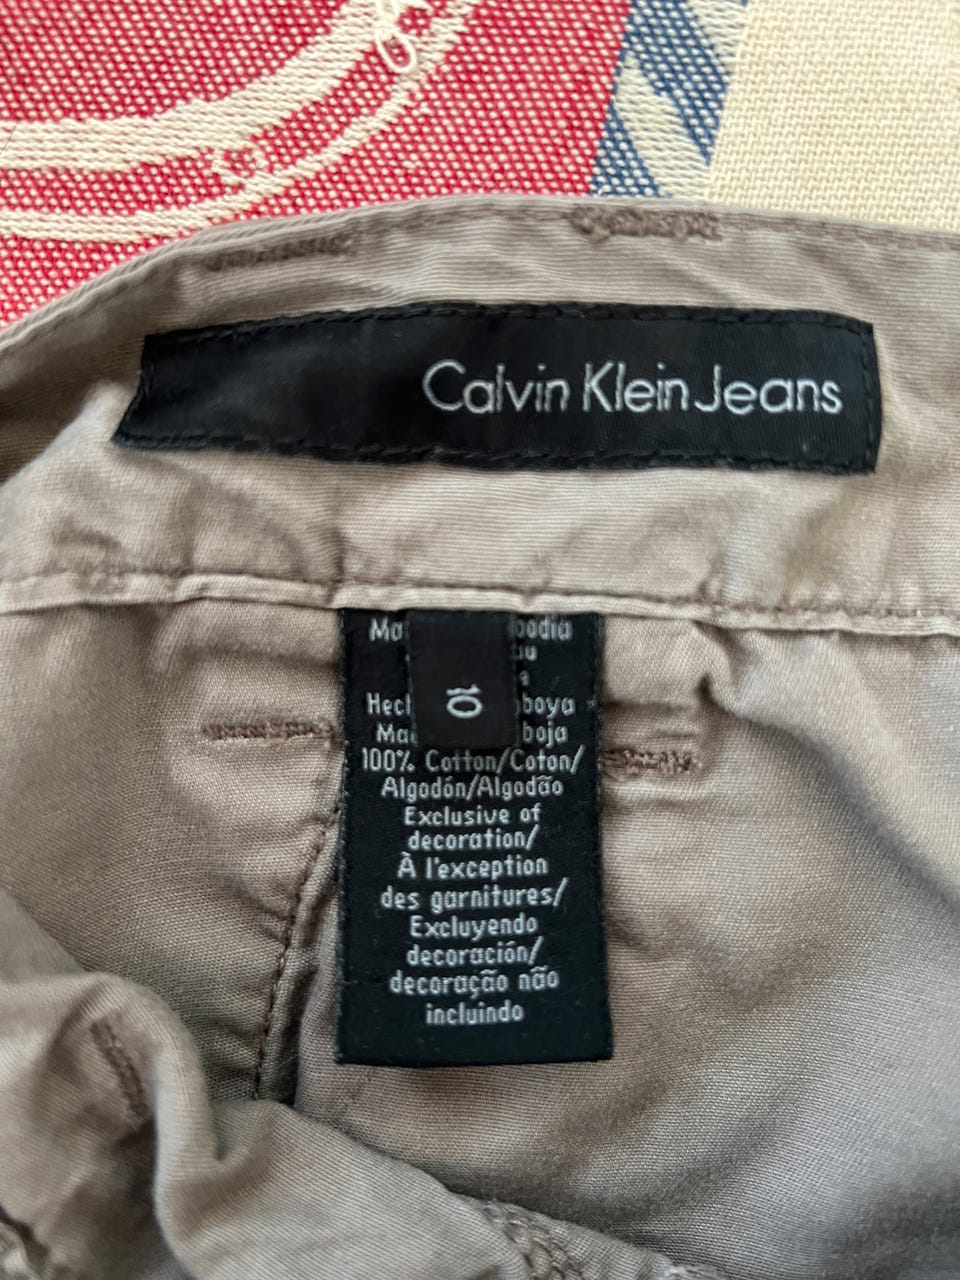 Calvin Klein Jeans
10
100% Cotton/Coton/
Algodón/Algodão
Exclusive of
decoration/
À l'exception
des garnitures/
Excluyendo
decoración/
decoração não
incluindo